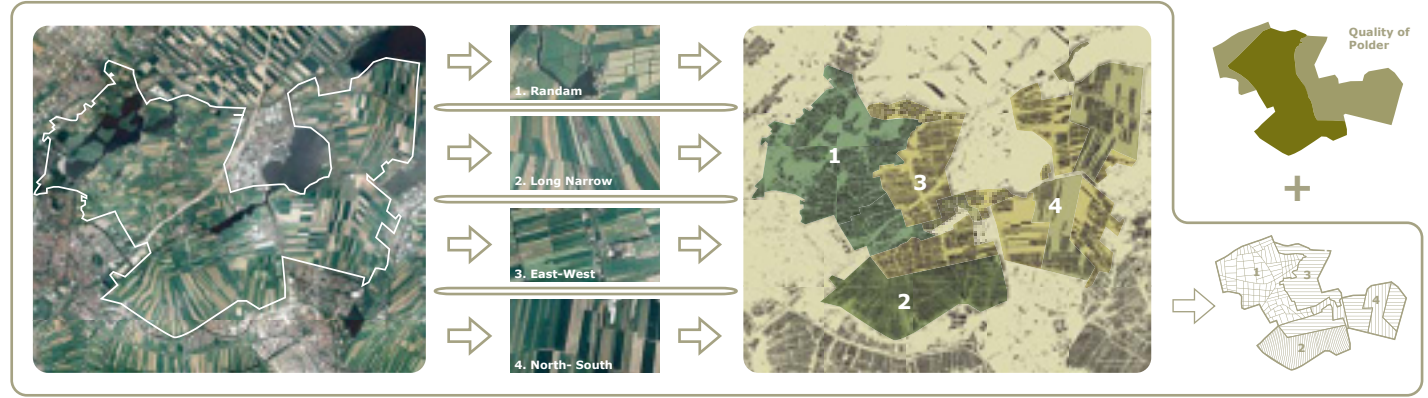 1. Randam
2. Long Narrow
3. East-West
4. North- South
1
3
4
2
Quality of
Polder
+
1
3
4
2